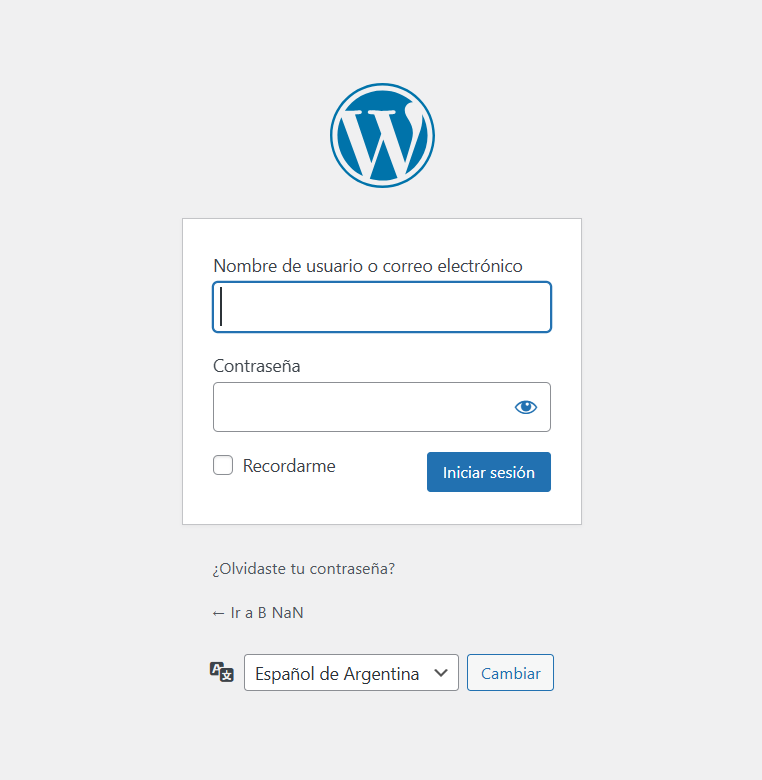 Nombre de usuario o correo electrónico
Contraseña
Recordarme
Iniciar sesión
¿Olvidaste tu contraseña?
← Ir a B NaN
Español de Argentina
Cambiar